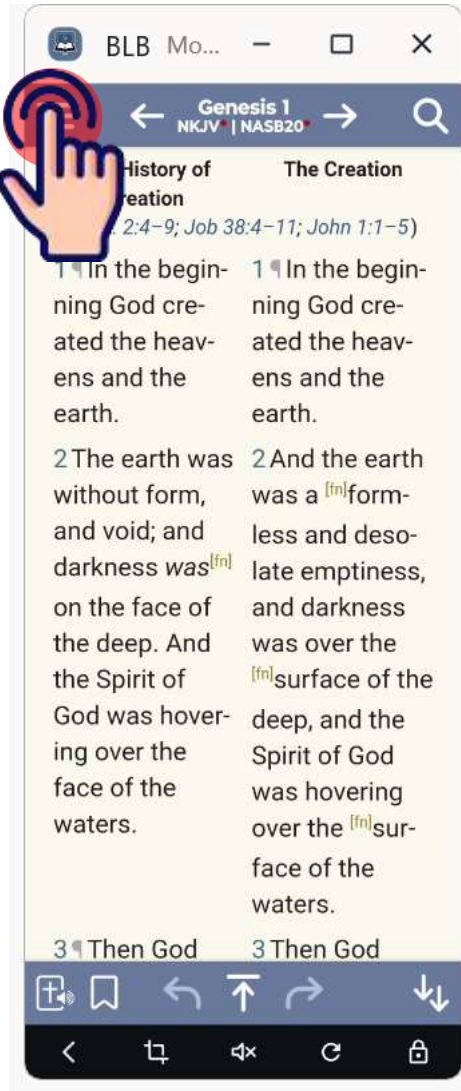 BLB Mo...
Genesis 1
NKJV* | NASB20*
History of
reation
2:4–9; Job 38:4–11; John 1:1–5)
1 ¶ In the begin-
ning God cre-
ated the heav-
ens and the
earth.
2 The earth was
without form,
and void; and
darkness was[fn]
on the face of
the deep. And
the Spirit of
God was hover-
ing over the
face of the
waters.
3 ¶ Then God
The Creation
1 ¶ In the begin-
ning God cre-
ated the heav-
ens and the
earth.
2 And the earth
was a [fn]form-
less and deso-
late emptiness,
and darkness
was over the
[fn]surface of the
deep, and the
Spirit of God
was hovering
over the [fn]sur-
face of the
waters.
3 Then God